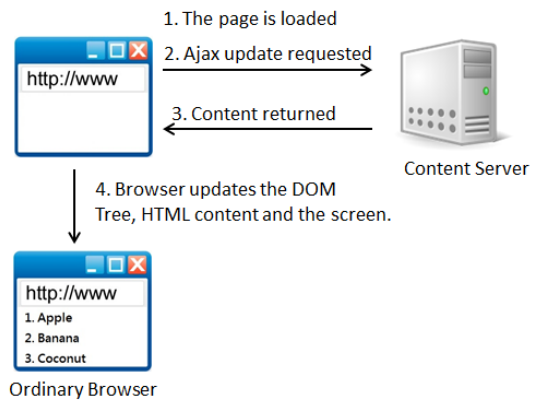 1. The page is loaded
2. Ajax update requested
http://www
3. Content returned
Content Server
4. Browser updates the DOM
Tree, HTML content and the screen.
http://www
1. Apple
2. Banana
3. Coconut
Ordinary Browser